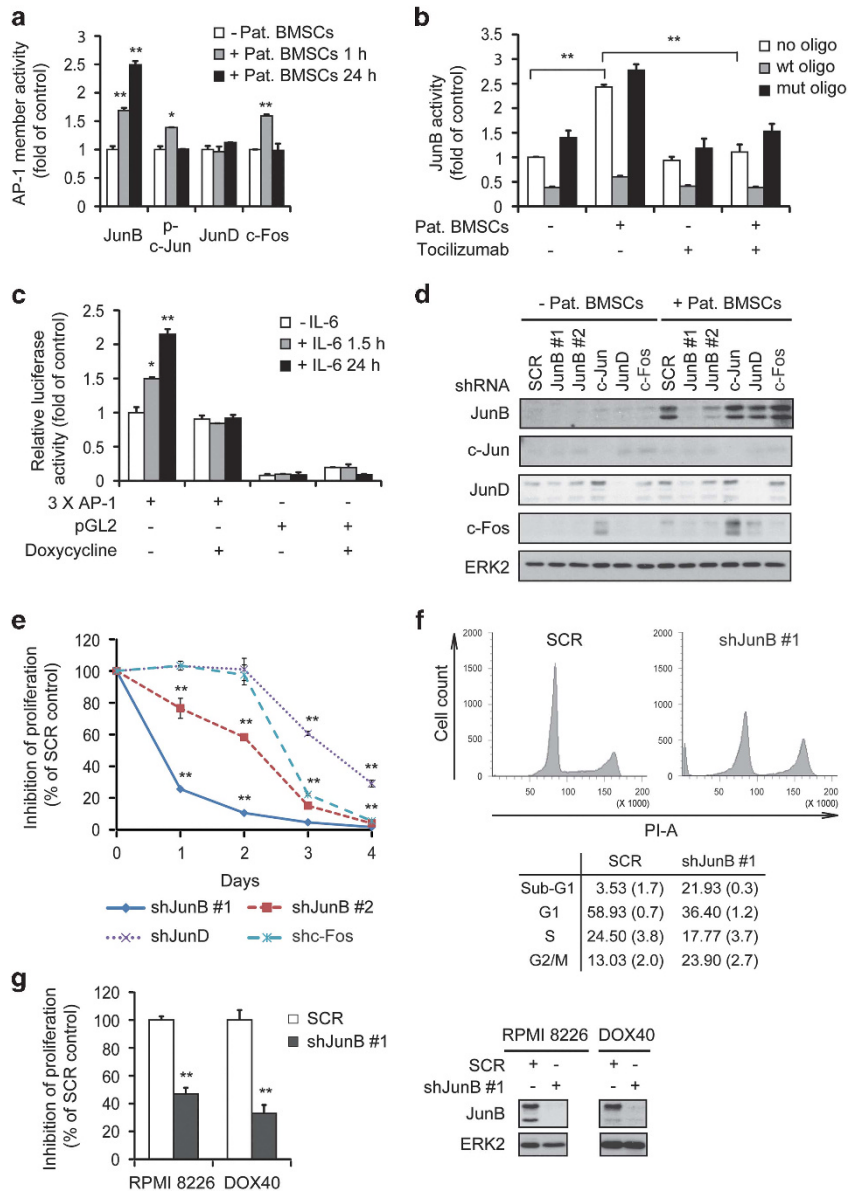 a
AP-1 member activity
(fold of control)
3
2.5
2
1.5
1
0.5
0
- Pat. BMSCs
+ Pat. BMSCs 1 h
+ Pat. BMSCs 24 h
**
**
*
**
JunB
p-
c-Jun
JunD
c-Fos
b
JunB activity
(fold of control)
3.5
3
2.5
2
1.5
1
0.5
0
**
**
no oligo
wt oligo
mut oligo
Pat. BMSCs - + - +
Tocilizumab - - + +
c
Relative luciferase
activity (fold of control)
2.5
2
1.5
1
0.5
0
*
**
- IL-6
+ IL-6 1.5 h
+ IL-6 24 h
3 X AP-1 + + - -
pGL2 - - + +
Doxycycline - + - +
d
- Pat. BMSCs + Pat. BMSCs
shRNA SCR JunB #1 JunB #2 c-Jun JunD c-Fos SCR JunB #1 JunB #2 c-Jun JunD c-Fos
JunB
c-Jun
JunD
c-Fos
ERK2
e
Inhibition of proliferation
(% of SCR control)
120
100
80
60
40
20
0
**
**
**
**
**
**
**
**
0 1 2 3 4
Days
shJunB #1 shJunB #2
shJunD shc-Fos
f
Cell count
SCR
2000
1500
1000
500
0
50 100 150 200
(X 1000)
shJunB #1
2000
1500
1000
500
0
50 100 150 200
(X 1000)
PI-A
SCR shJunB #1
Sub-G1 3.53 (1.7) 21.93 (0.3)
G1 58.93 (0.7) 36.40 (1.2)
S 24.50 (3.8) 17.77 (3.7)
G2/M 13.03 (2.0) 23.90 (2.7)
g
Inhibition of proliferation
(% of SCR control)
120
100
80
60
40
20
0
SCR
shJunB #1
**
**
RPMI 8226 DOX40
RPMI 8226 DOX40
SCR + - + -
shJunB #1 - + - +
JunB
ERK2